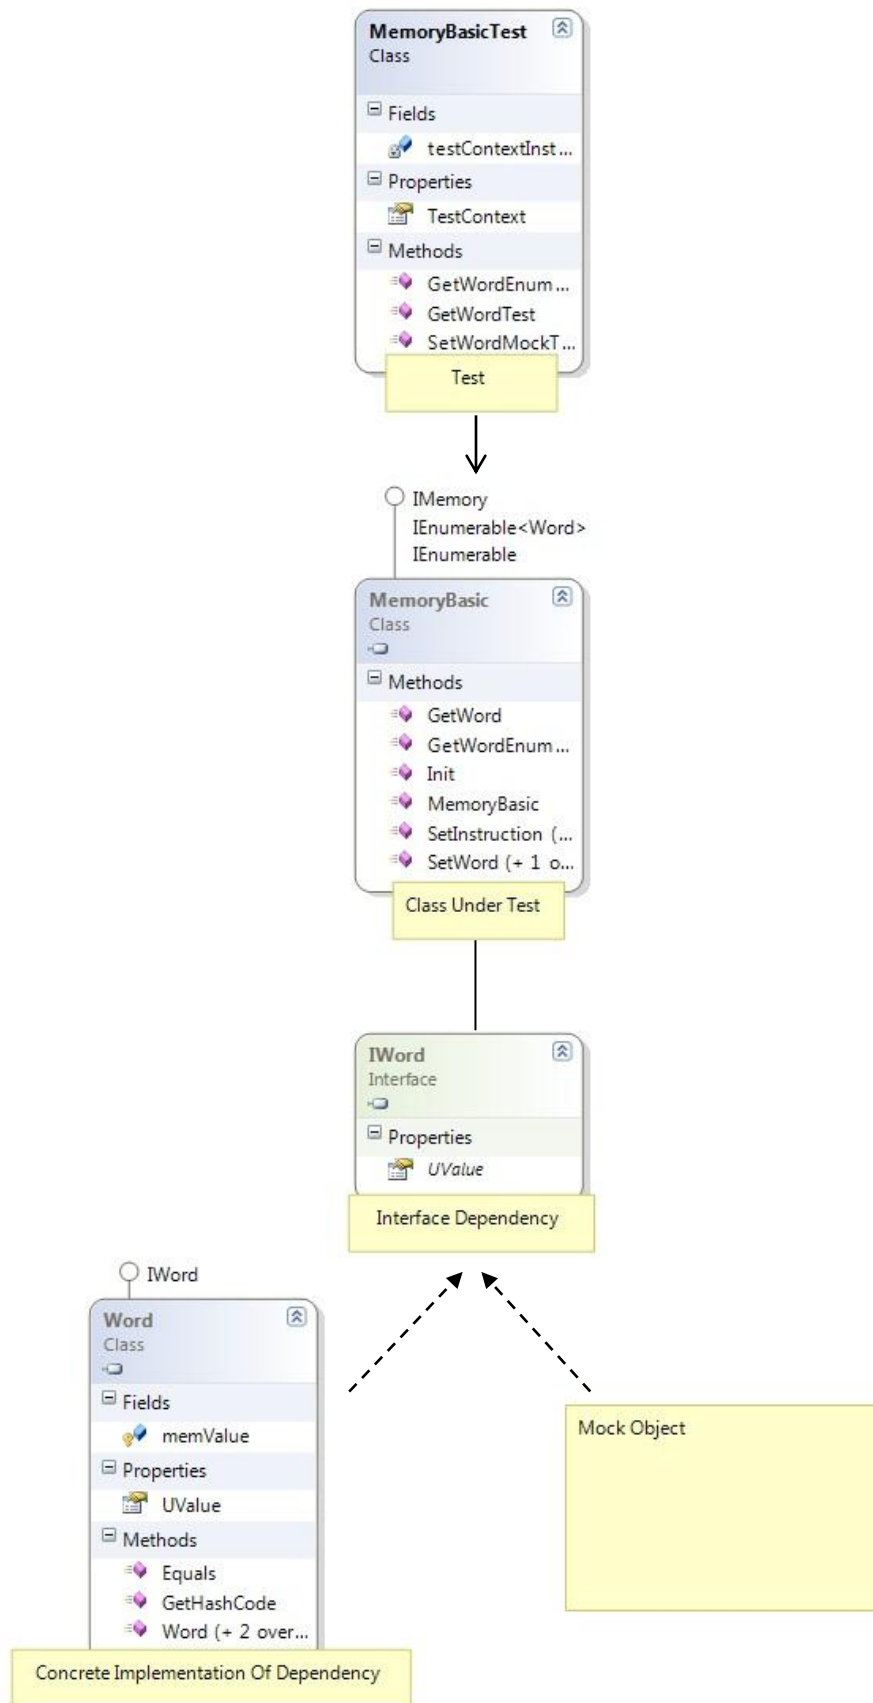 MemoryBasicTest
Class
Fields
testContextInst...
Properties
TestContext
Methods
GetWordEnum...
GetWordTest
SetWordMockT...
Test
IMemory
IEnumerable<Word>
IEnumerable
MemoryBasic
Class
Methods
GetWord
GetWordEnum...
Init
MemoryBasic
SetInstruction (...
SetWord (+ 1 o...
Class Under Test
IWord
Interface
Properties
UValue
Interface Dependency
IWord
Word
Class
Fields
memValue
Properties
UValue
Methods
Equals
GetHashCode
Word (+ 2 over...
Concrete Implementation Of Dependency
Mock Object